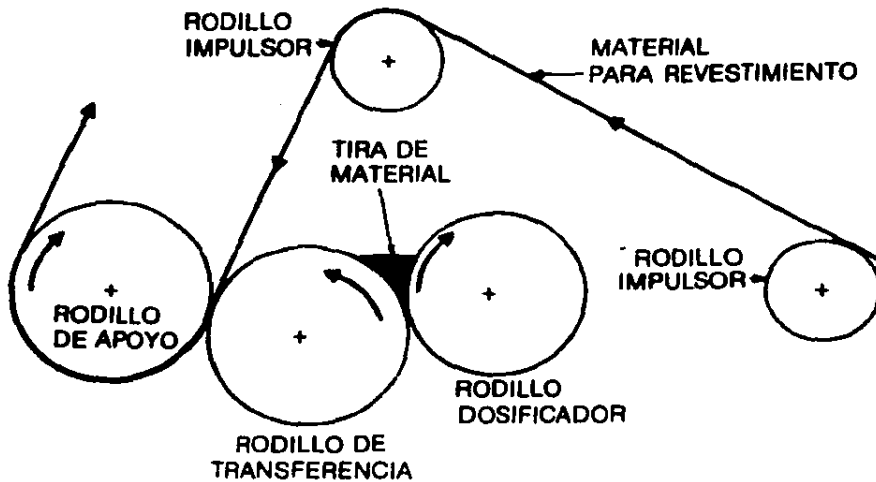 RODILLO
IMPULSOR
MATERIAL
PARA REVESTIMIENTO
TIRA DE
MATERIAL
RODILLO
IMPULSOR
RODILLO
DE APOYO
RODILLO
DOSIFICADOR
RODILLO DE
TRANSFERENCIA